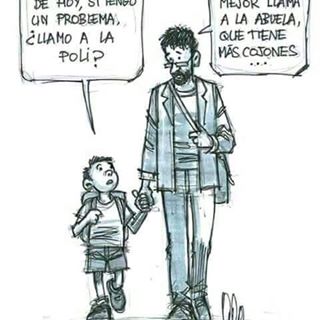 DE HOY, SI TENGO
UN PROBLEMA,
¿LLAMO A LA
POLI?
MEJOR LLAMA
A LA ABUELA,
QUE TIENE
MÁS COJONES
...